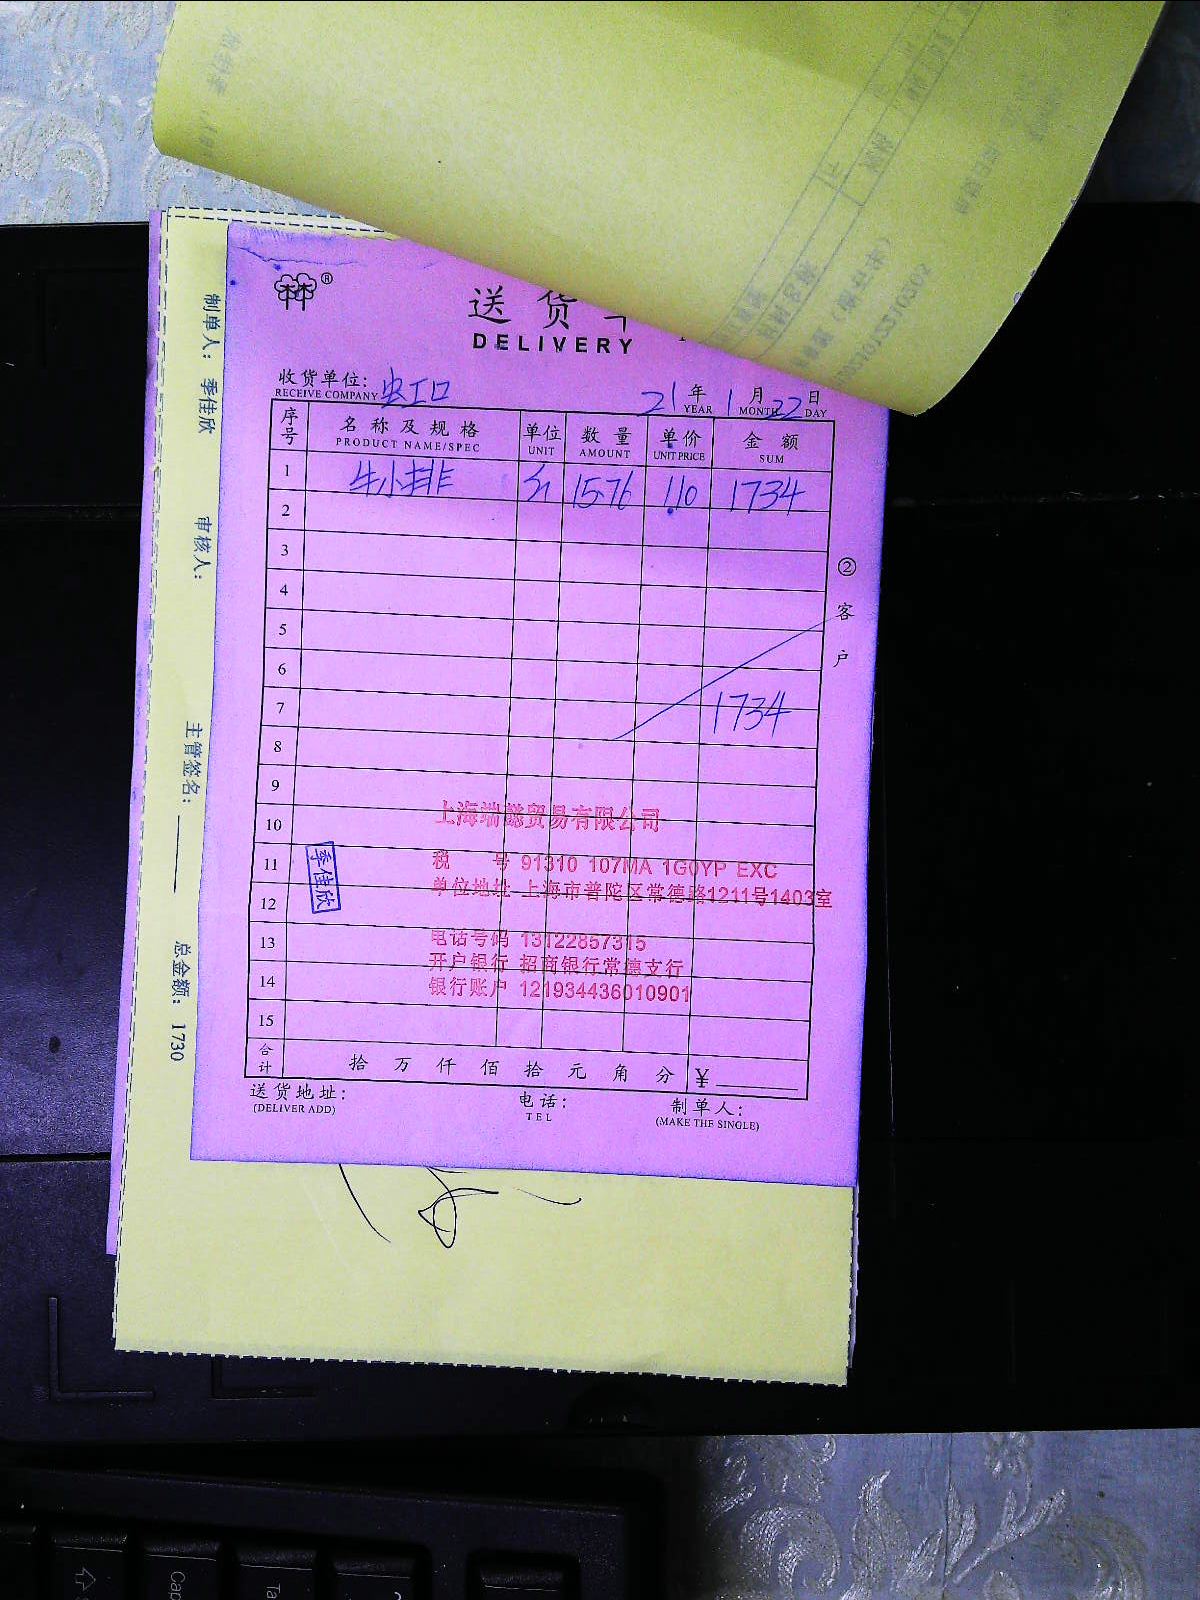 送货单
DELIVERY
收货单位: 虹口
RECEIVE COMPANY
21 年 1 月 22 日
YEAR MONTH DAY
序号 名称及规格 单位 数量 单价 金额
PRODUCT NAME/SPEC UNIT AMOUNT UNIT PRICE SUM
1 牛小排 斤 15.76 110 1734
2
3
4
5
6
7 1734
8
9
10
11
12
13
14
15
上海端懿贸易有限公司
税 号 91310 107MA 1G0YP EXC
单位地址 上海市普陀区常德路1211号1403室
电话号码 13122857315
开户银行 招商银行常德支行
银行账户 121934436010901
季佳欣
合计 拾 万 仟 佰 拾 元 角 分 ¥
送货地址: 电话: 制单人:
(DELIVER ADD) TEL (MAKE THE SINGLE)
② 客户
制单人: 季佳欣 审核人: 主管签名: 总金额: 1730
Cap
Ta